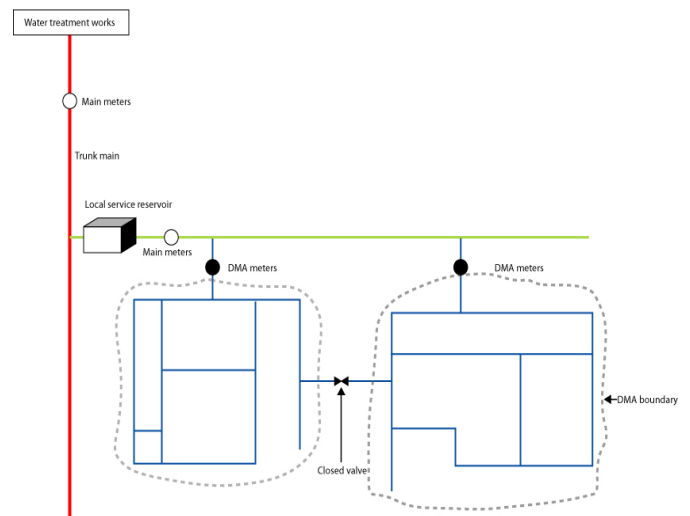 Water treatment works
Main meters
Trunk main
Local service reservoir
Main meters
DMA meters
DMA meters
DMA boundary
Closed valve